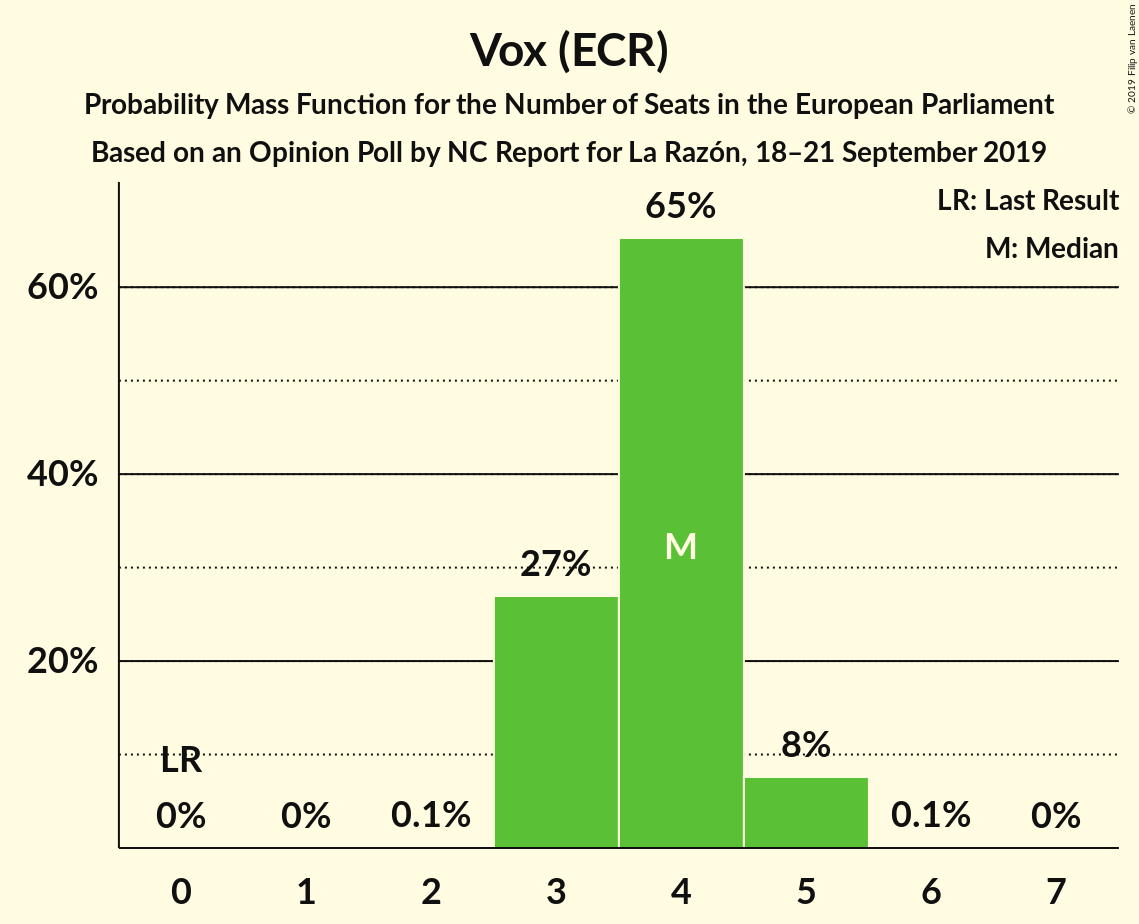 Vox (ECR)
Probability Mass Function for the Number of Seats in the European Parliament
Based on an Opinion Poll by NC Report for La Razón, 18–21 September 2019
© 2019 Filip van Laenen
LR: Last Result
M: Median
65%
60%
40%
M
27%
20%
8%
LR
0% 0% 0.1% 0.1% 0%
0 1 2 3 4 5 6 7